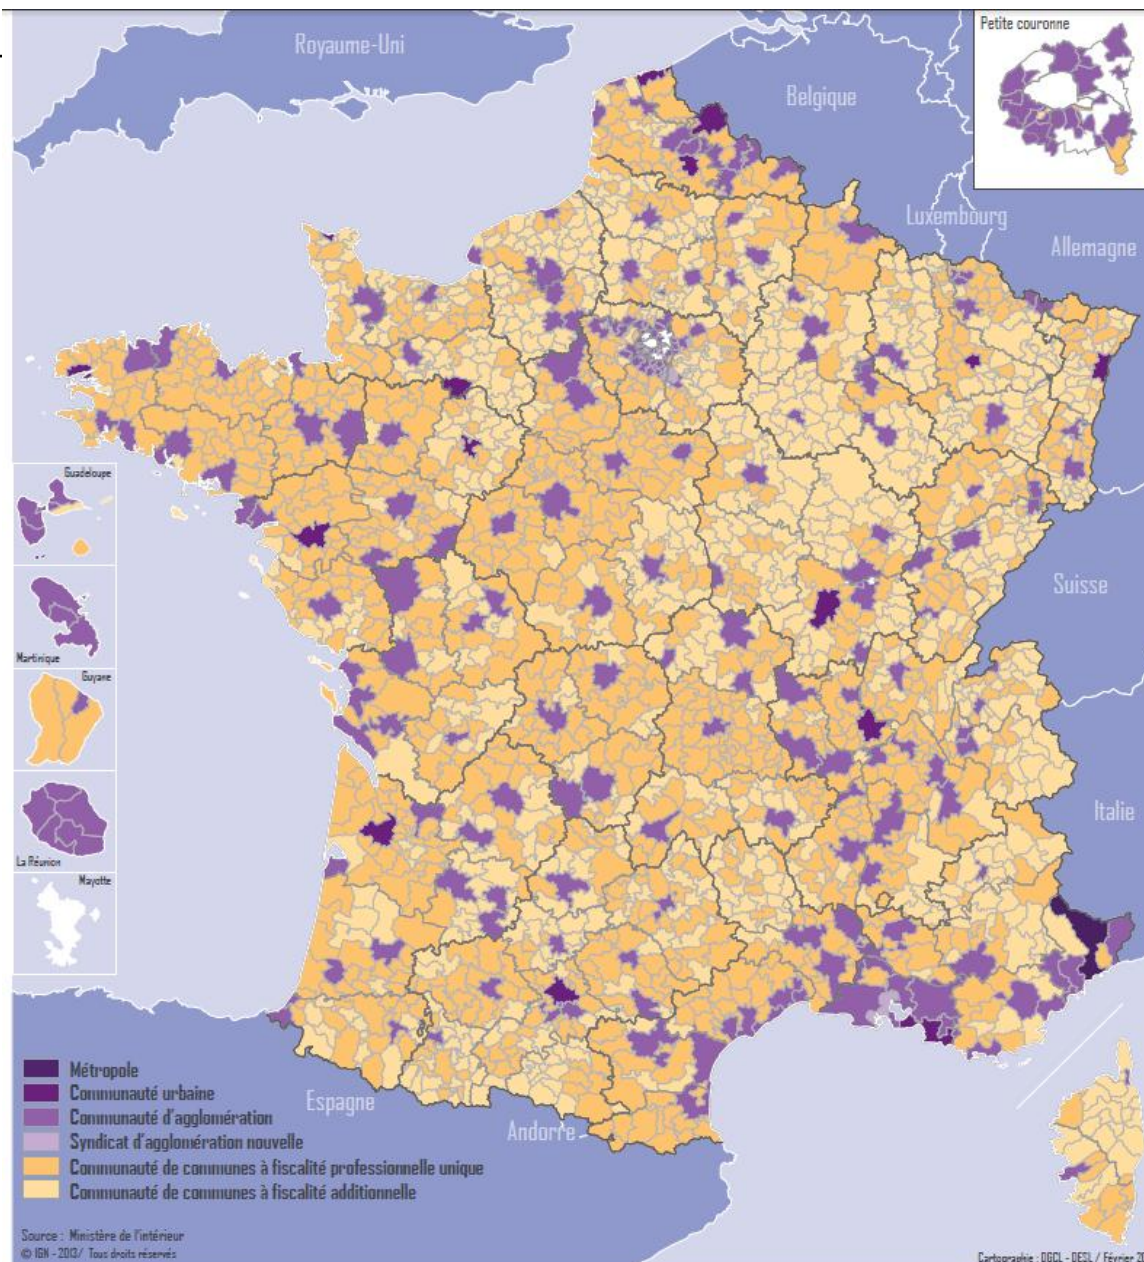 Petite couronne
Royaume-Uni
Belgique
Luxembourg
Allemagne
Guadeloupe
Suisse
Martinique
Guyane
Italie
La Réunion
Mayotte
Métropole
Communauté urbaine
Espagne
Communauté d'agglomération
Andorre
Syndicat d'agglomération nouvelle
Communauté de communes à fiscalité professionnelle unique
Communauté de communes à fiscalité additionnelle
Source : Ministère de l'intérieur
© IGN - 2013/ Tous droits réservés
Cartographie : DGCL - DESL / Février 20